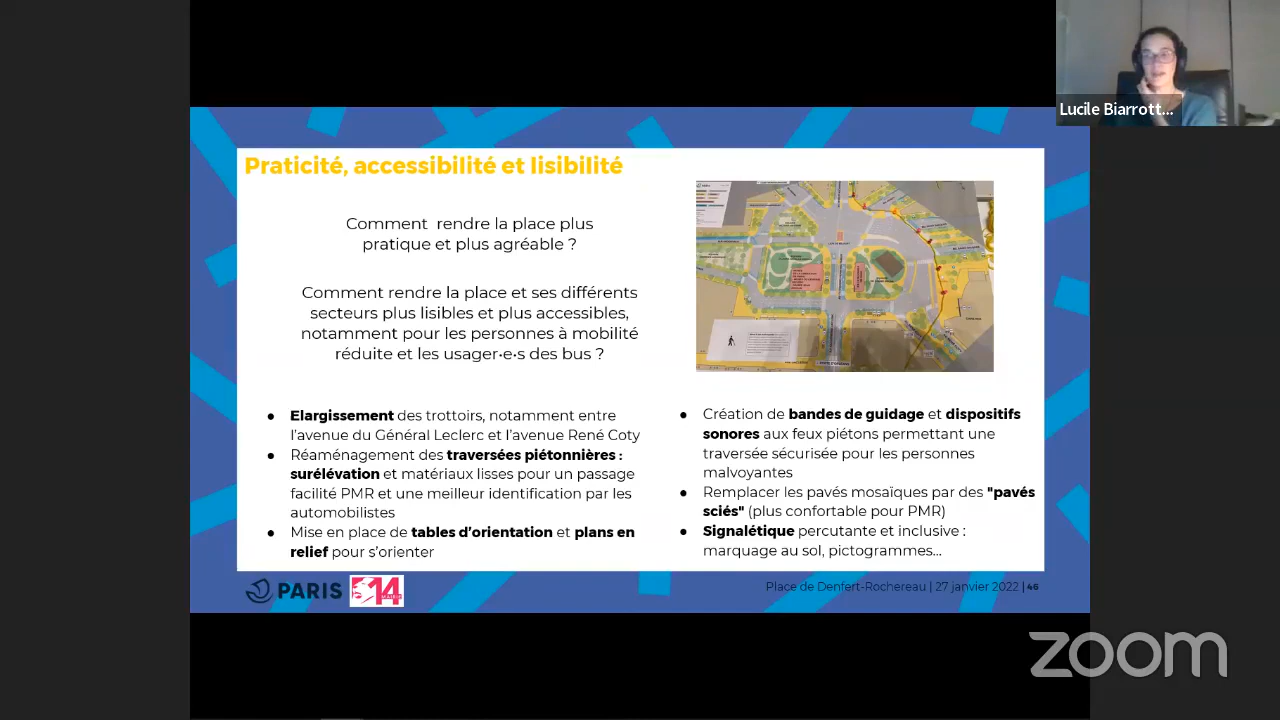 Lucile Biarrott...
Praticité, accessibilité et lisibilité
Comment rendre la place plus
pratique et plus agréable ?
Comment rendre la place et ses différents
secteurs plus lisibles et plus accessibles,
notamment pour les personnes à mobilité
réduite et les usager·e·s des bus ?
● Elargissement des trottoirs, notamment entre
l'avenue du Général Leclerc et l'avenue René Coty
● Réaménagement des traversées piétonnières :
surélévation et matériaux lisses pour un passage
facilité PMR et une meilleur identification par les
automobilistes
● Mise en place de tables d'orientation et plans en
relief pour s'orienter
● Création de bandes de guidage et dispositifs
sonores aux feux piétons permettant une
traversée sécurisée pour les personnes
malvoyantes
● Remplacer les pavés mosaïques par des "pavés
sciés" (plus confortable pour PMR)
● Signalétique percutante et inclusive :
marquage au sol, pictogrammes...
PARIS
MAIRIE 14
Place de Denfert-Rochereau | 27 janvier 2022 | 46
zoom